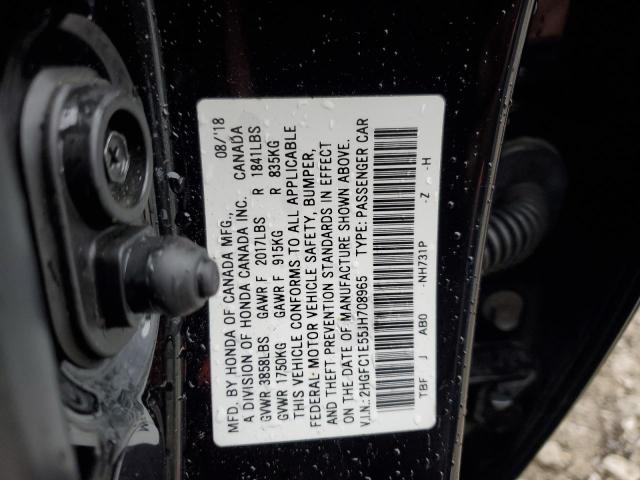 MFD. BY HONDA OF CANADA MFG., 08/'18
A DIVISION OF HONDA CANADA INC. CANADA
GVWR 3858LBS GAWR F 2017LBS R 1841LBS
GVWR 1750KG GAWR F 915KG R 835KG
THIS VEHICLE CONFORMS TO ALL APPLICABLE
FEDERAL MOTOR VEHICLE SAFETY, BUMPER,
AND THEFT PREVENTION STANDARDS IN EFFECT
ON THE DATE OF MANUFACTURE SHOWN ABOVE.
V.I.N.: 2HGFC1E55JH708965 TYPE: PASSENGER CAR
TBF J AB0 -NH731P -Z -H